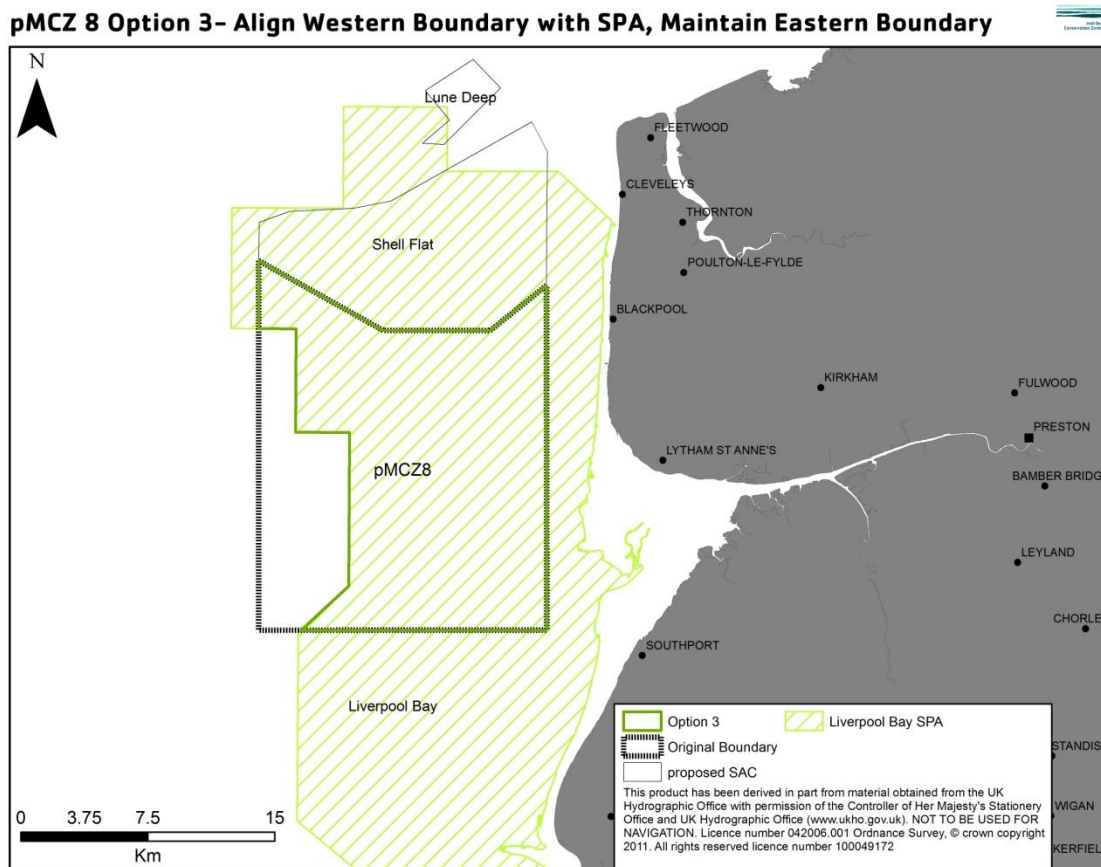 pMCZ 8 Option 3- Align Western Boundary with SPA, Maintain Eastern Boundary
N
Lune Deep
FLEETWOOD
CLEVELEYS
THORNTON
Shell Flat
POULTON-LE-FYLDE
BLACKPOOL
KIRKHAM
FULWOOD
PRESTON
LYTHAM ST ANNE'S
pMCZ8
BAMBER BRIDG
LEYLAND
CHORLE
SOUTHPORT
Liverpool Bay
Option 3
Liverpool Bay SPA
Original Boundary
proposed SAC
STANDIS
This product has been derived in part from material obtained from the UK
Hydrographic Office with permission of the Controller of Her Majesty's Stationery
Office and UK Hydrographic Office (www.ukho.gov.uk). NOT TO BE USED FOR
NAVIGATION. Licence number 042006.001 Ordnance Survey, © crown copyright
2011. All rights reserved licence number 100049172
WIGAN
KERFIEL
0 3.75 7.5 15
Km